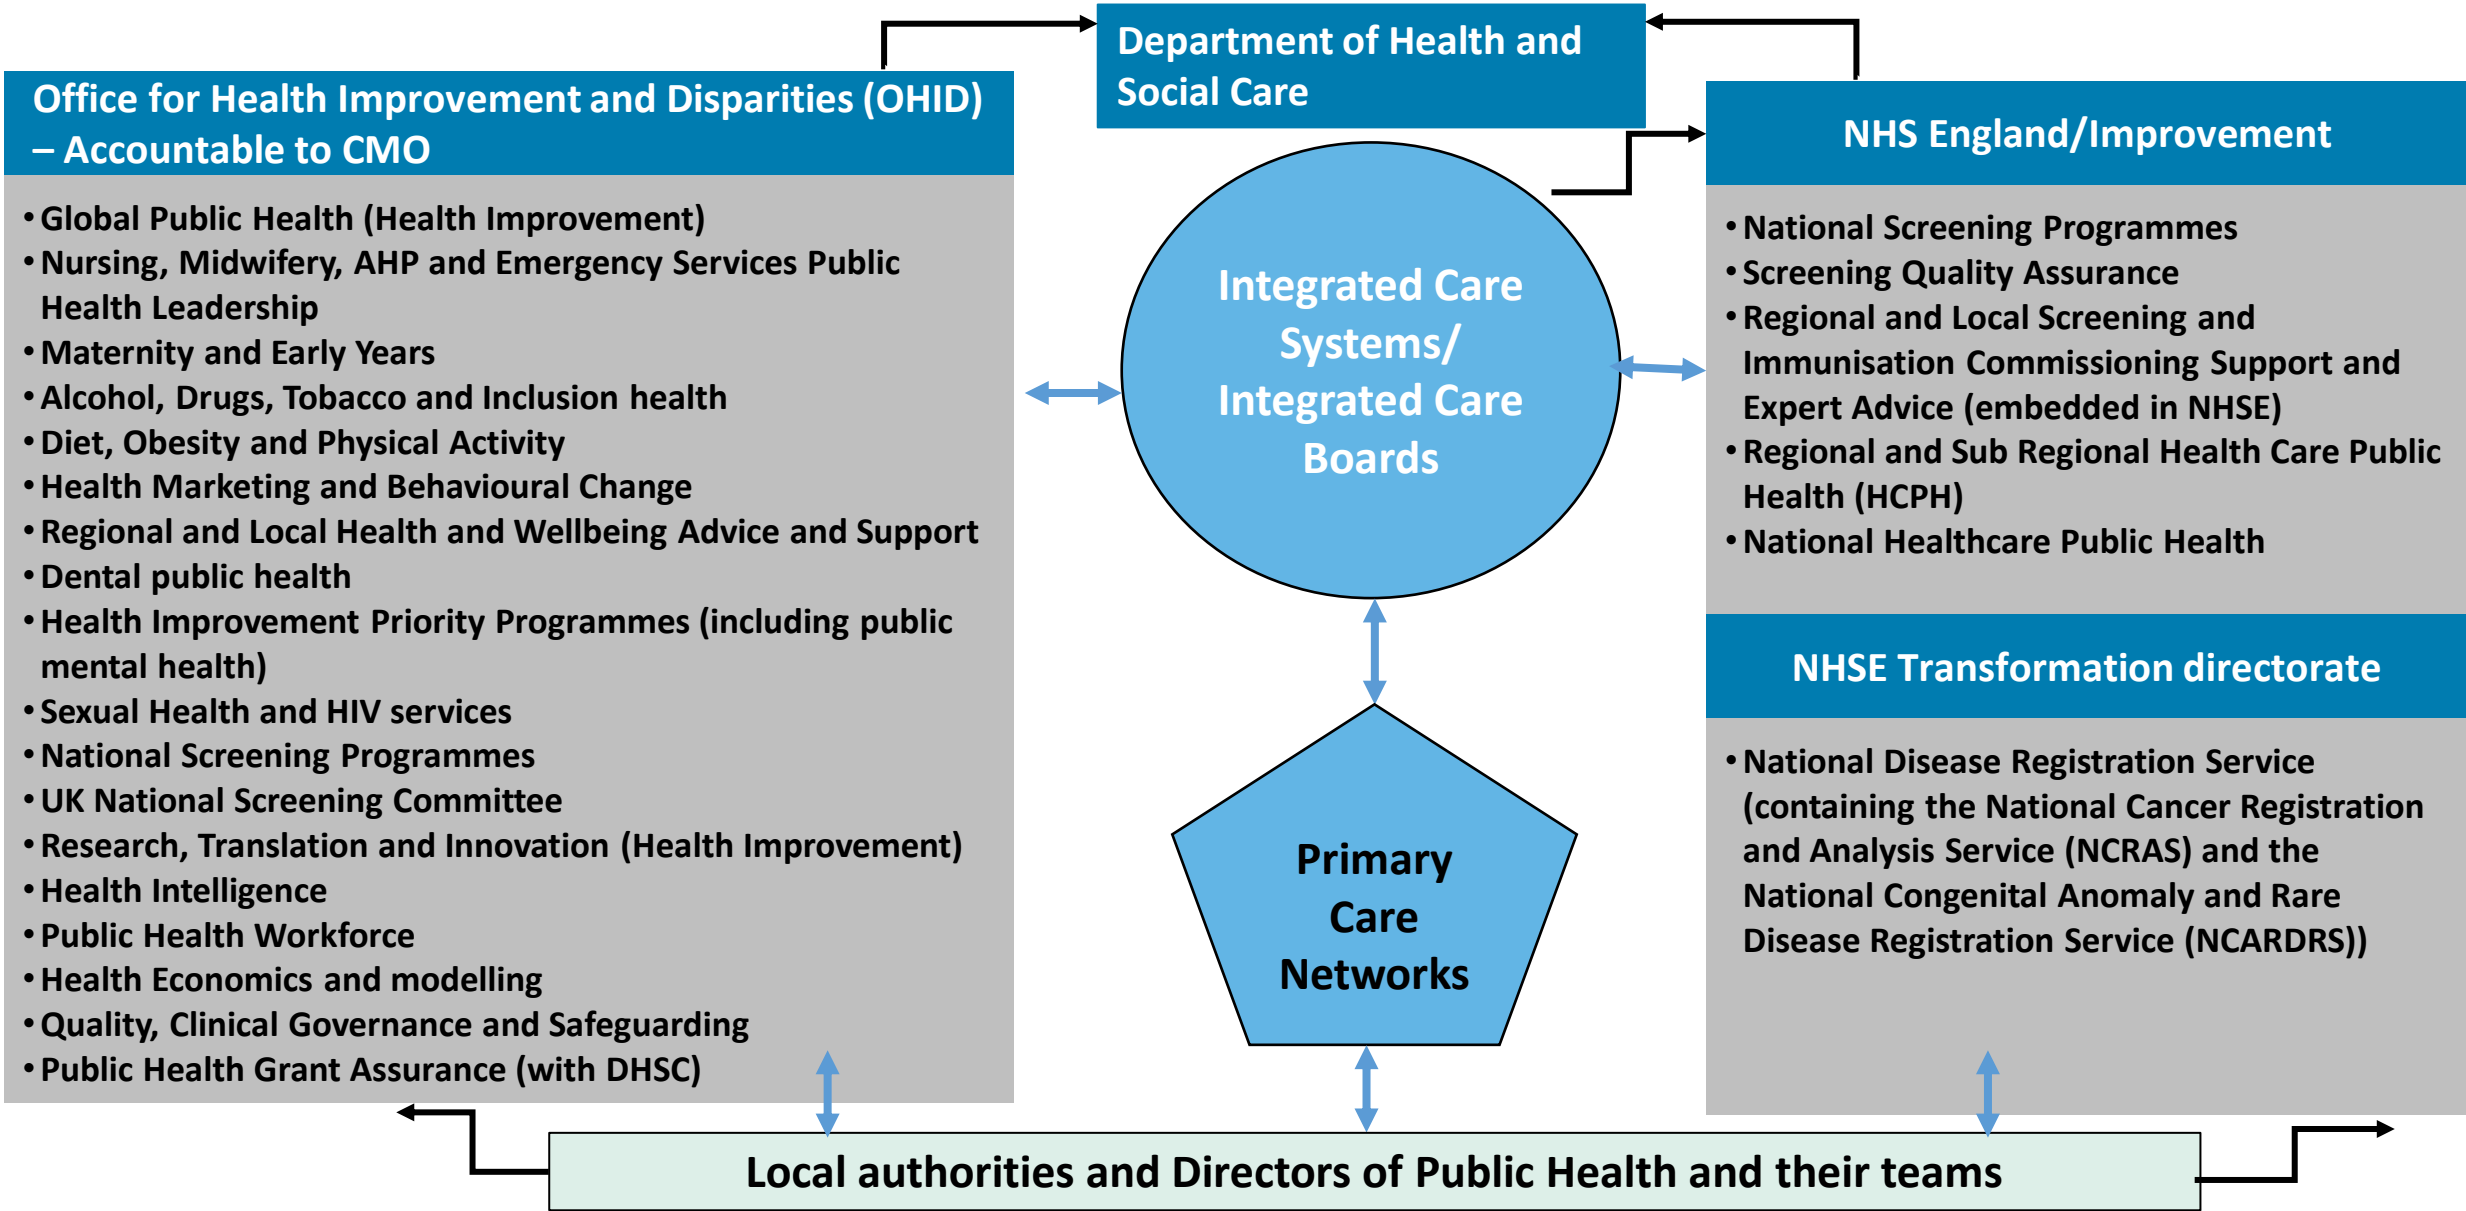 Department of Health and
Social Care
Office for Health Improvement and Disparities (OHID)
– Accountable to CMO
• Global Public Health (Health Improvement)
• Nursing, Midwifery, AHP and Emergency Services Public
Health Leadership
• Maternity and Early Years
• Alcohol, Drugs, Tobacco and Inclusion health
• Diet, Obesity and Physical Activity
• Health Marketing and Behavioural Change
• Regional and Local Health and Wellbeing Advice and Support
• Dental public health
• Health Improvement Priority Programmes (including public
mental health)
• Sexual Health and HIV services
• National Screening Programmes
• UK National Screening Committee
• Research, Translation and Innovation (Health Improvement)
• Health Intelligence
• Public Health Workforce
• Health Economics and modelling
• Quality, Clinical Governance and Safeguarding
• Public Health Grant Assurance (with DHSC)
Integrated Care
Systems/
Integrated Care
Boards
Primary
Care
Networks
NHS England/Improvement
• National Screening Programmes
• Screening Quality Assurance
• Regional and Local Screening and
Immunisation Commissioning Support and
Expert Advice (embedded in NHSE)
• Regional and Sub Regional Health Care Public
Health (HCPH)
• National Healthcare Public Health
NHSE Transformation directorate
• National Disease Registration Service
(containing the National Cancer Registration
and Analysis Service (NCRAS) and the
National Congenital Anomaly and Rare
Disease Registration Service (NCARDRS))
Local authorities and Directors of Public Health and their teams